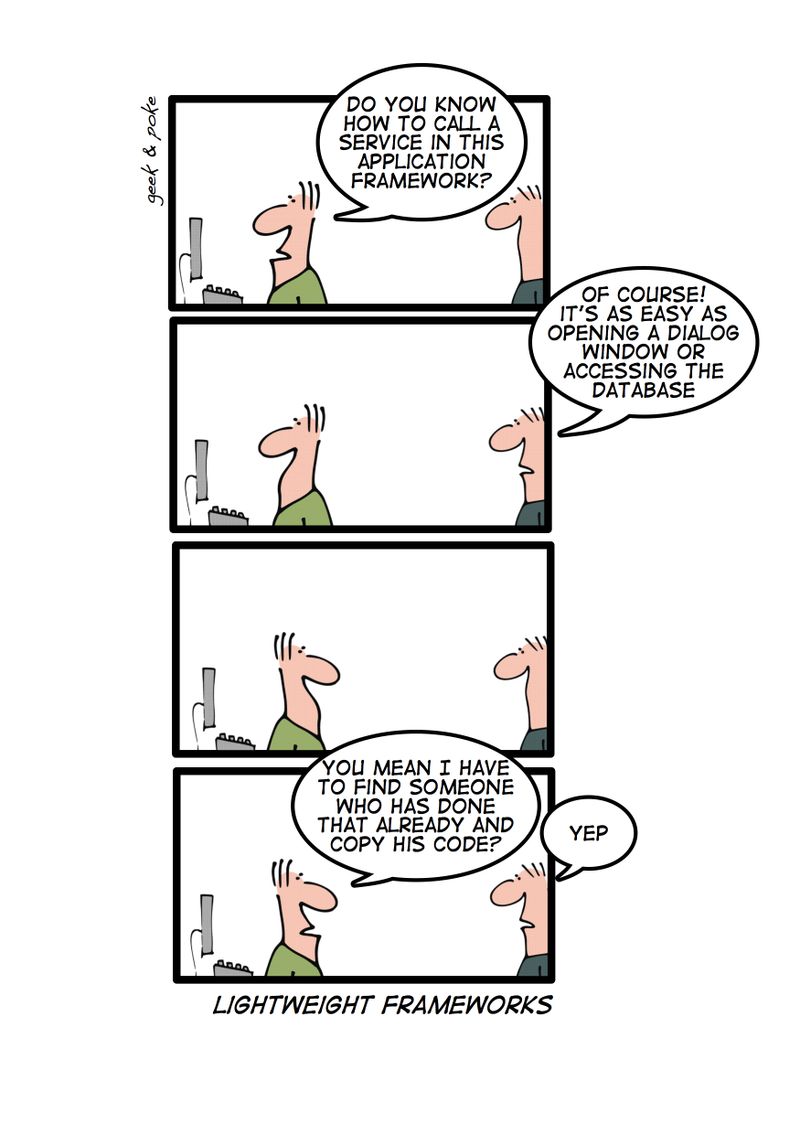 geek & poke
DO YOU KNOW
HOW TO CALL A
SERVICE IN THIS
APPLICATION
FRAMEWORK?
OF COURSE!
IT'S AS EASY AS
OPENING A DIALOG
WINDOW OR
ACCESSING THE
DATABASE
YOU MEAN I HAVE
TO FIND SOMEONE
WHO HAS DONE
THAT ALREADY AND
COPY HIS CODE?
YEP
LIGHTWEIGHT FRAMEWORKS